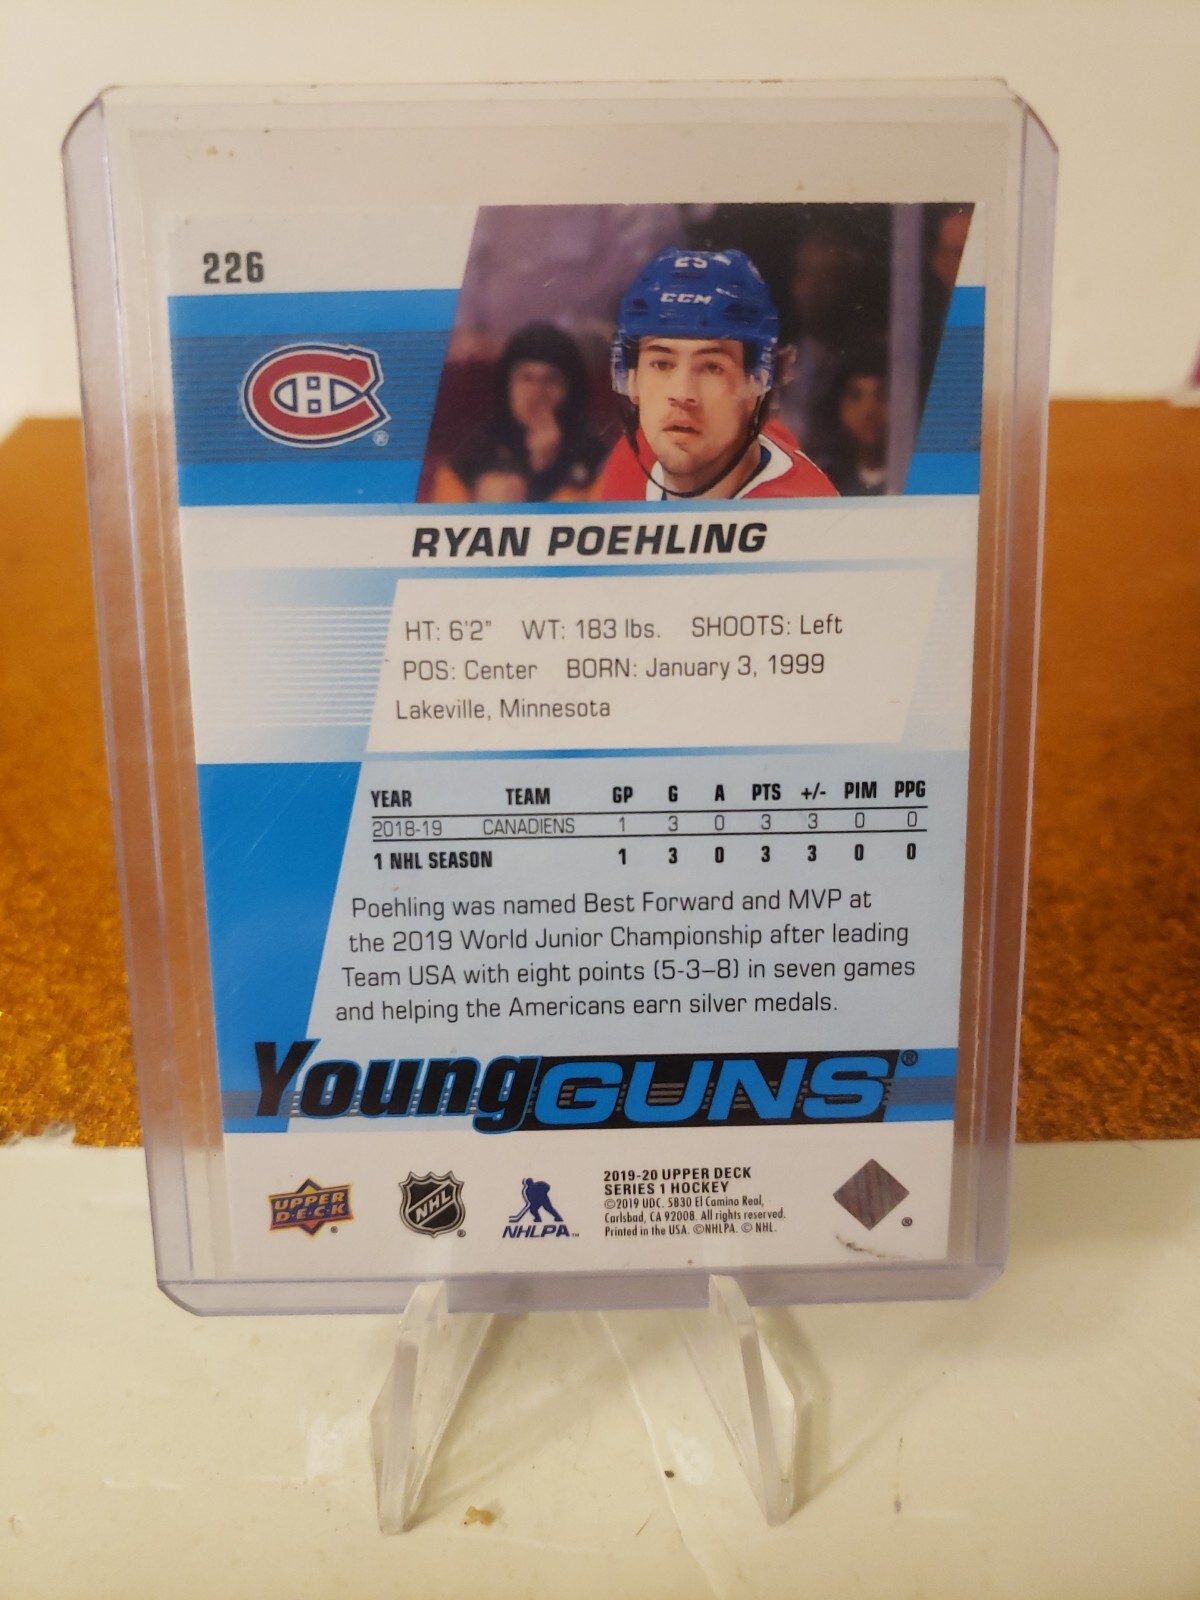 226
25
CCM
RYAN POEHLING
HT: 6'2" WT: 183 lbs. SHOOTS: Left
POS: Center BORN: January 3, 1999
Lakeville, Minnesota
YEAR TEAM GP G A PTS +/- PIM PPG
2018-19 CANADIENS 1 3 0 3 3 0 0
1 NHL SEASON 1 3 0 3 3 0 0
Poehling was named Best Forward and MVP at
the 2019 World Junior Championship after leading
Team USA with eight points (5-3–8) in seven games
and helping the Americans earn silver medals.
Young GUNS®
UPPER D·E·C·K ®
NHL ®
NHLPA™
2019-20 UPPER DECK
SERIES 1 HOCKEY
©2019 UDC. 5830 El Camino Real,
Carlsbad, CA 92008. All rights reserved.
Printed in the USA. ©NHLPA. © NHL.
®